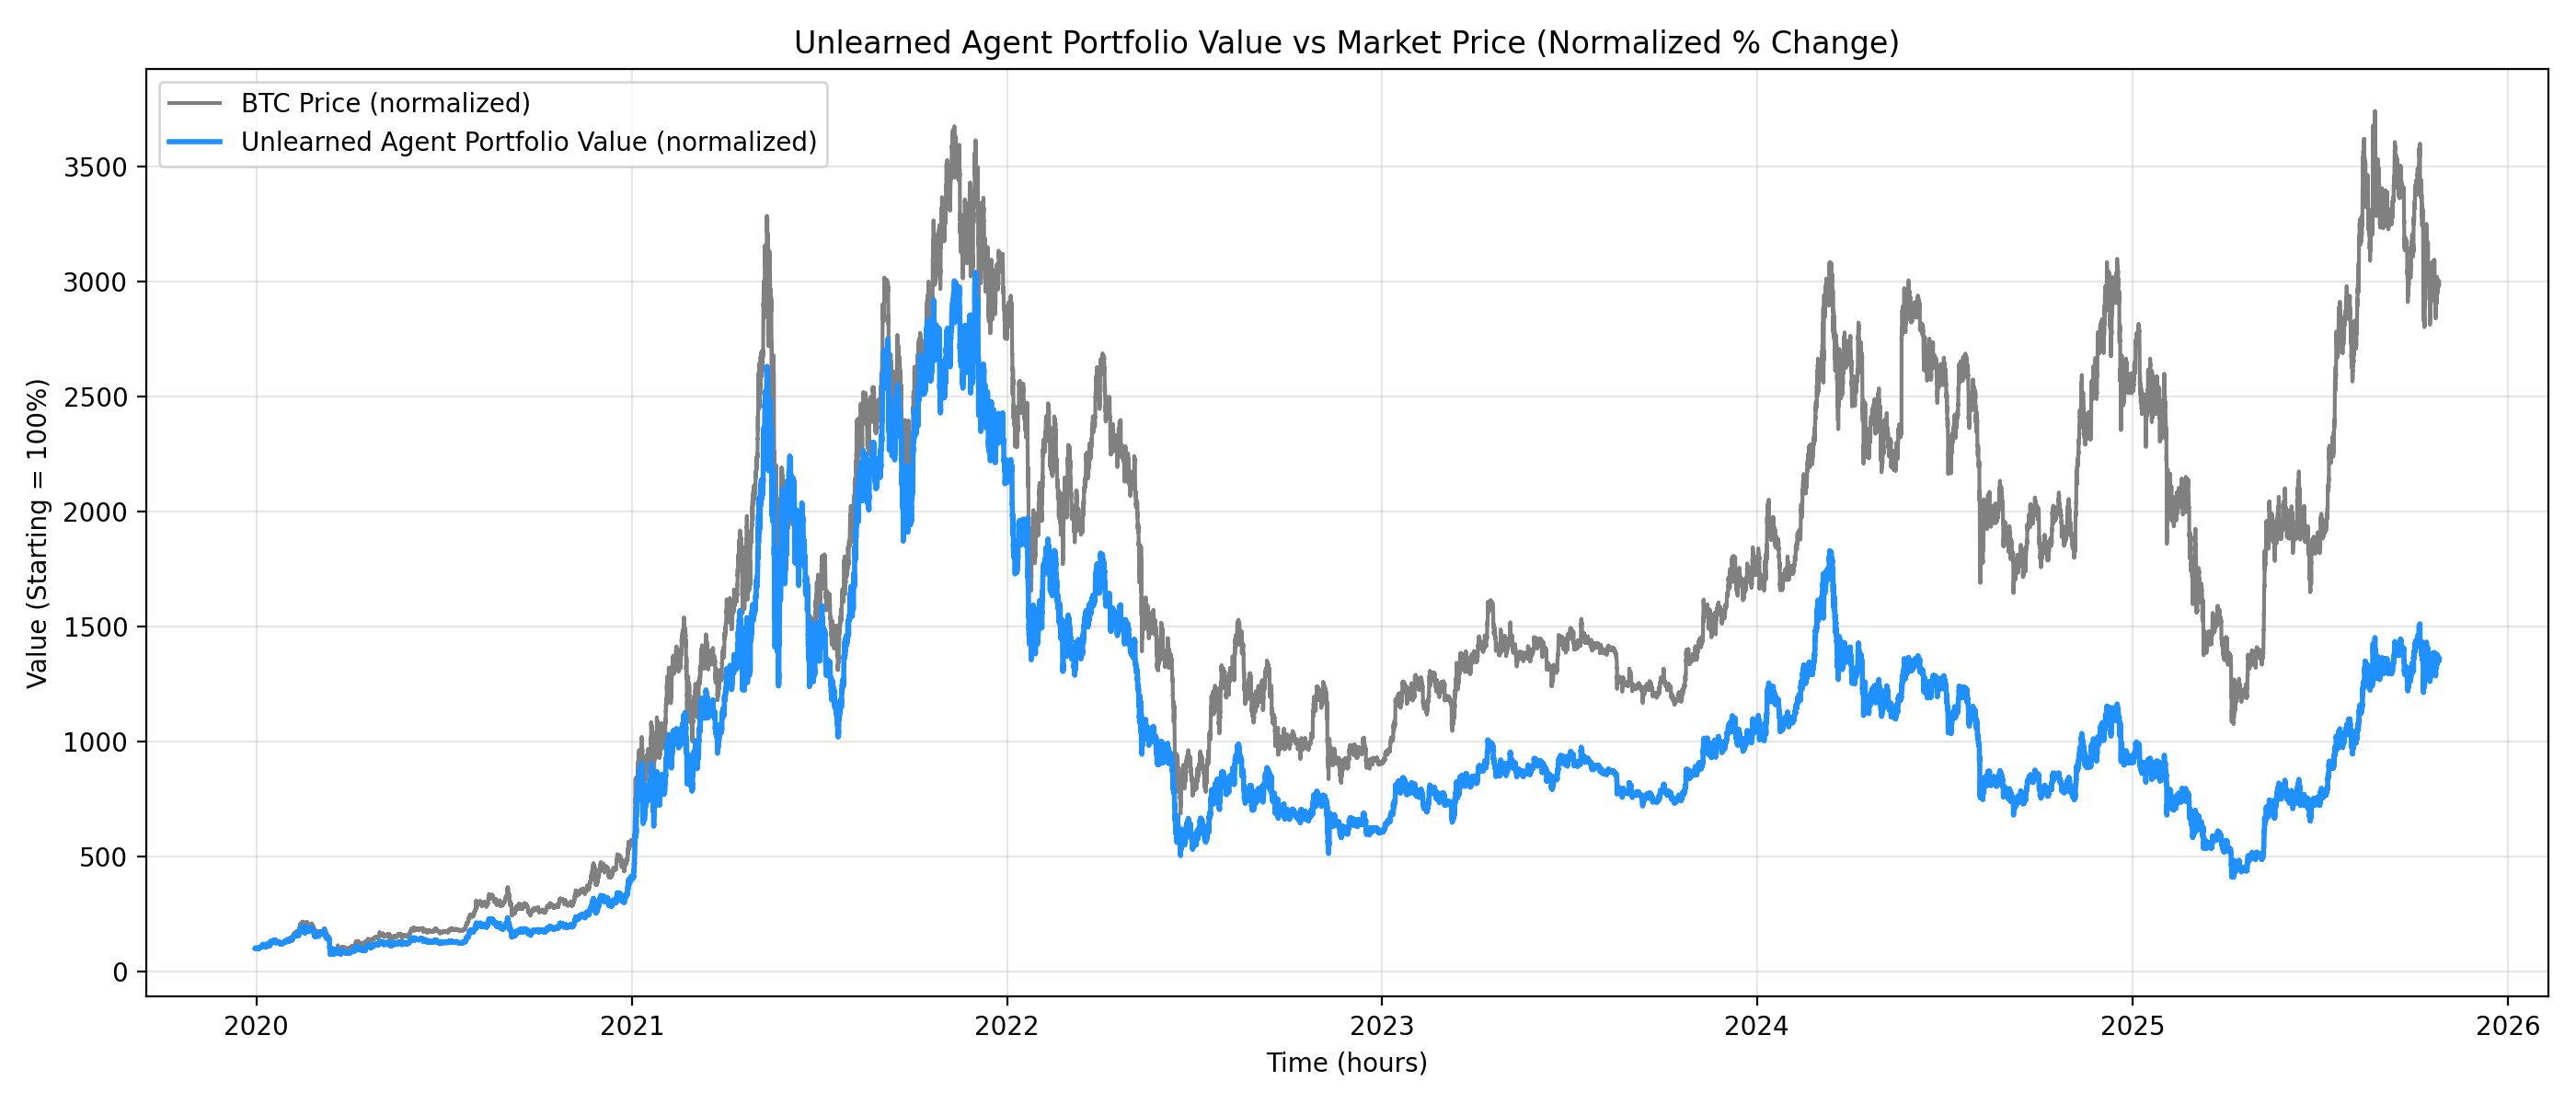 Unlearned Agent Portfolio Value vs Market Price (Normalized % Change)
BTC Price (normalized)
Unlearned Agent Portfolio Value (normalized)
Value (Starting = 100%)
3500
3000
2500
2000
1500
1000
500
0
2020 2021 2022 2023 2024 2025 2026
Time (hours)